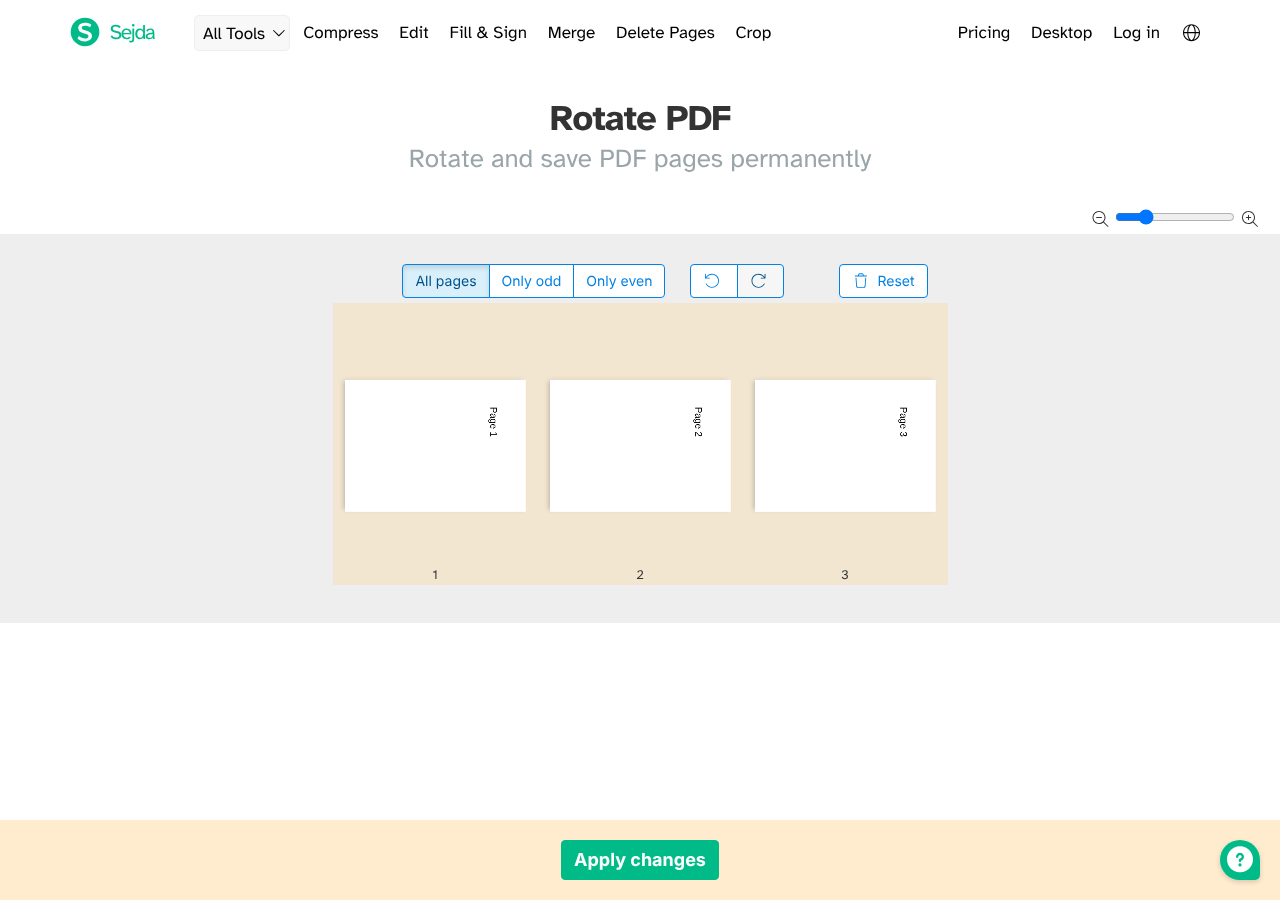 S Sejda All Tools Compress Edit Fill & Sign Merge Delete Pages Crop Pricing Desktop Log in
Rotate PDF
Rotate and save PDF pages permanently
All pages Only odd Only even Reset
Page 1 Page 2 Page 3
1 2 3
Apply changes ?